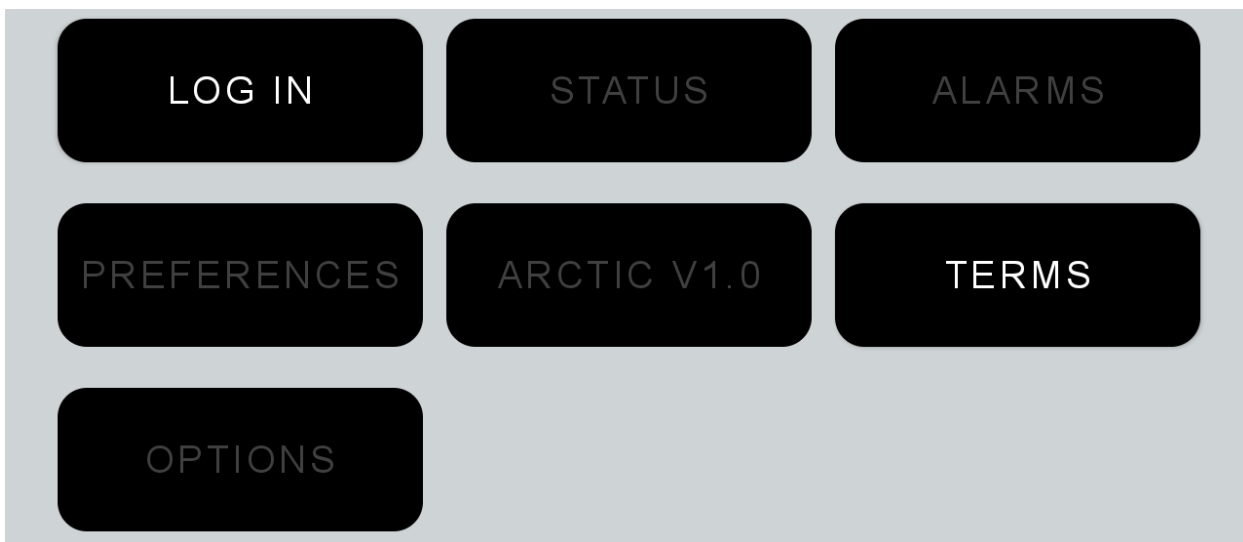 LOG IN
STATUS
ALARMS
PREFERENCES
ARCTIC V1.0
TERMS
OPTIONS